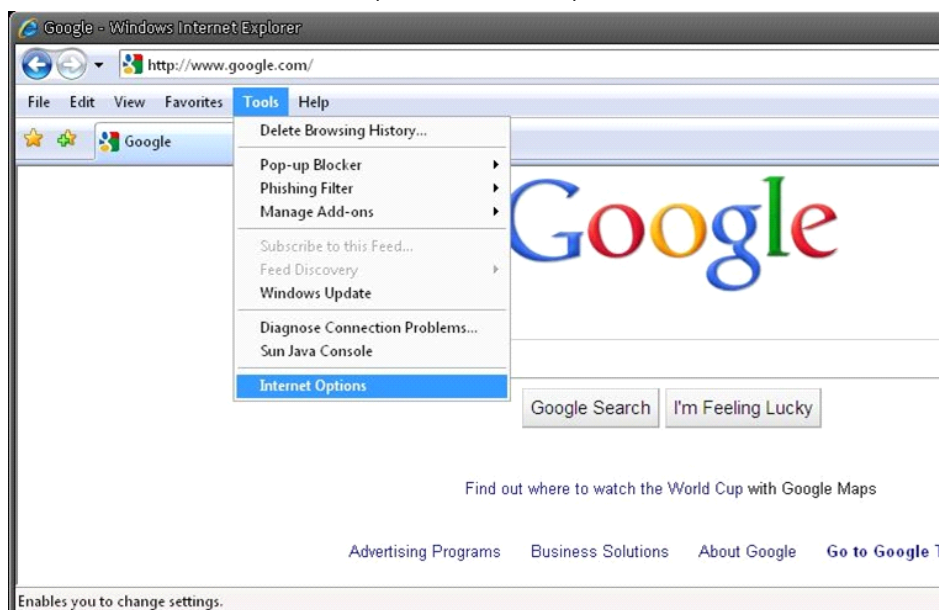 Google - Windows Internet Explorer
http://www.google.com/
File Edit View Favorites Tools Help
Google
Delete Browsing History...
Pop-up Blocker
Phishing Filter
Manage Add-ons
Subscribe to this Feed...
Feed Discovery
Windows Update
Diagnose Connection Problems...
Sun Java Console
Internet Options
Google
Google Search I'm Feeling Lucky
Find out where to watch the World Cup with Google Maps
Advertising Programs Business Solutions About Google Go to Google
Enables you to change settings.